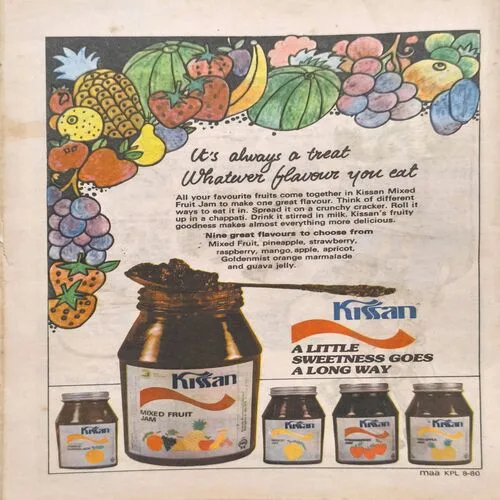 It's always a treat
Whatever flavour you eat
All your favourite fruits come together in Kissan Mixed
Fruit Jam to make one great flavour. Think of different
ways to eat it in. Spread it on a crunchy cracker. Roll it
up in a chappati. Drink it stirred in milk. Kissan's fruity
goodness makes almost everything more delicious.
Nine great flavours to choose from
Mixed Fruit, pineapple, strawberry,
raspberry, mango, apple, apricot,
Goldenmist orange marmalade
and guava jelly.
Kissan
A LITTLE
SWEETNESS GOES
A LONG WAY
Kissan
MIXED FRUIT
JAM
Kissan
Kissan
Kissan
Kissan
maa KPL 9-80